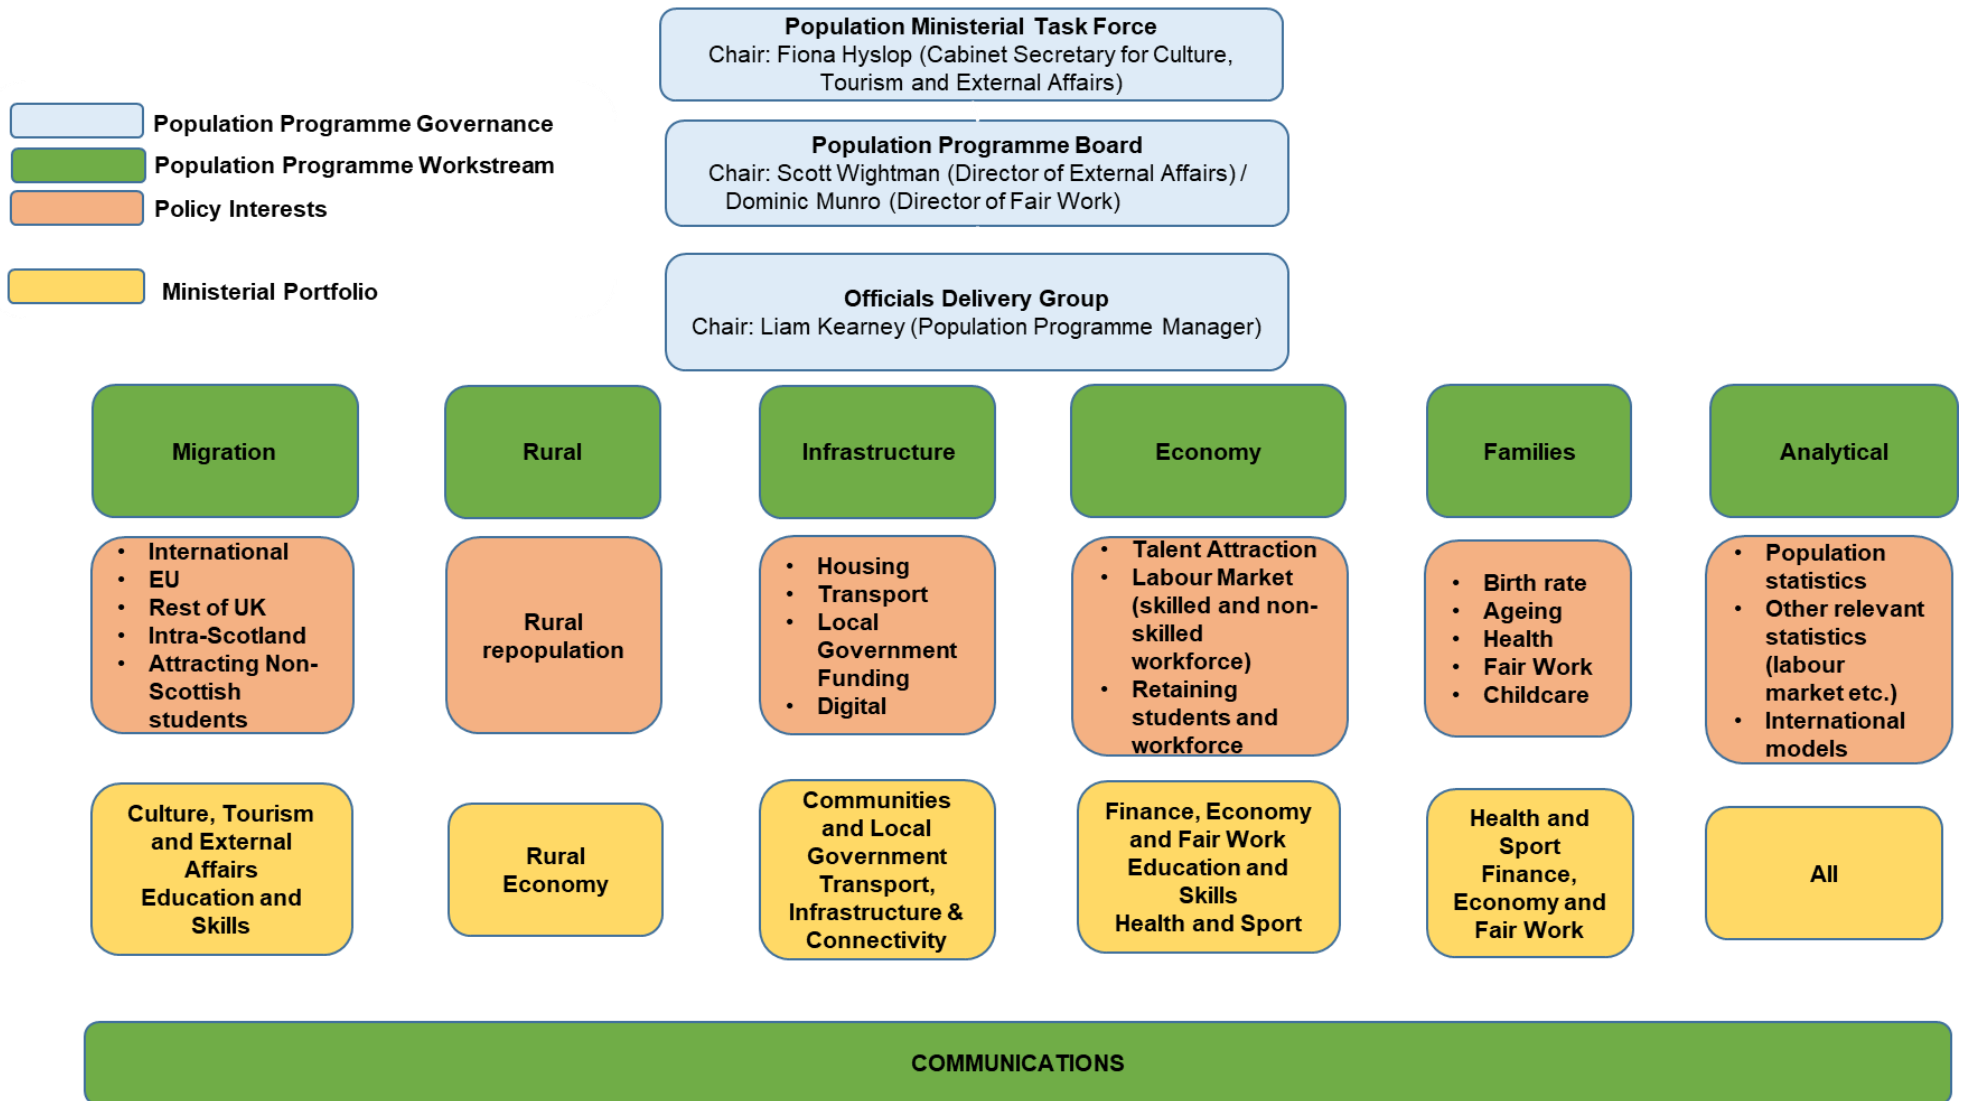 Population Ministerial Task Force
Chair: Fiona Hyslop (Cabinet Secretary for Culture,
Tourism and External Affairs)
Population Programme Governance
Population Programme Workstream
Policy Interests
Ministerial Portfolio
Population Programme Board
Chair: Scott Wightman (Director of External Affairs) /
Dominic Munro (Director of Fair Work)
Officials Delivery Group
Chair: Liam Kearney (Population Programme Manager)
Migration
Rural
Infrastructure
Economy
Families
Analytical
• International
• EU
• Rest of UK
• Intra-Scotland
• Attracting Non-
Scottish
students
Rural
repopulation
• Housing
• Transport
• Local
Government
Funding
• Digital
• Talent Attraction
• Labour Market
(skilled and non-
skilled
workforce)
• Retaining
students and
workforce
• Birth rate
• Ageing
• Health
• Fair Work
• Childcare
• Population
statistics
• Other relevant
statistics
(labour
market etc.)
• International
models
Culture, Tourism
and External
Affairs
Education and
Skills
Rural
Economy
Communities
and Local
Government
Transport,
Infrastructure &
Connectivity
Finance, Economy
and Fair Work
Education and
Skills
Health and Sport
Health and
Sport
Finance,
Economy and
Fair Work
All
COMMUNICATIONS